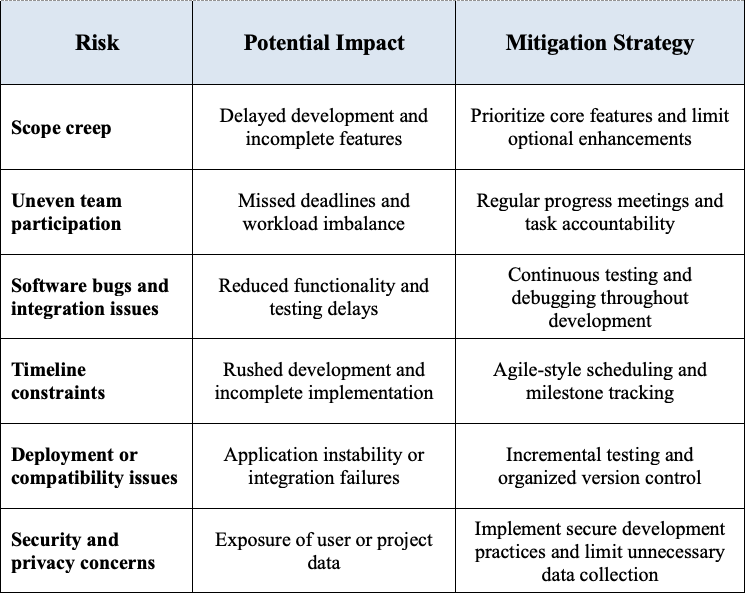 Risk
Potential Impact
Mitigation Strategy
Scope creep
Delayed development and
incomplete features
Prioritize core features and limit
optional enhancements
Uneven team
participation
Missed deadlines and
workload imbalance
Regular progress meetings and
task accountability
Software bugs and
integration issues
Reduced functionality and
testing delays
Continuous testing and
debugging throughout
development
Timeline
constraints
Rushed development and
incomplete implementation
Agile-style scheduling and
milestone tracking
Deployment or
compatibility issues
Application instability or
integration failures
Incremental testing and
organized version control
Security and
privacy concerns
Exposure of user or project
data
Implement secure development
practices and limit unnecessary
data collection